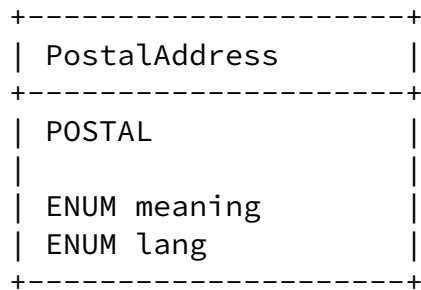 +---------------------+
| PostalAddress       |
+---------------------+
| POSTAL              |
|                     |
| ENUM meaning        |
| ENUM lang           |
+---------------------+